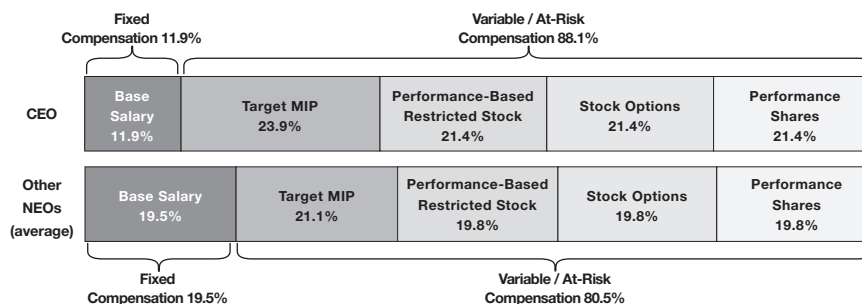 Fixed
Compensation 11.9%
Variable / At-Risk
Compensation 88.1%
CEO
Base
Salary
11.9%
Target MIP
23.9%
Performance-Based
Restricted Stock
21.4%
Stock Options
21.4%
Performance
Shares
21.4%
Other
NEOs
(average)
Base Salary
19.5%
Target MIP
21.1%
Performance-Based
Restricted Stock
19.8%
Stock Options
19.8%
Performance
Shares
19.8%
Fixed
Compensation 19.5%
Variable / At-Risk
Compensation 80.5%